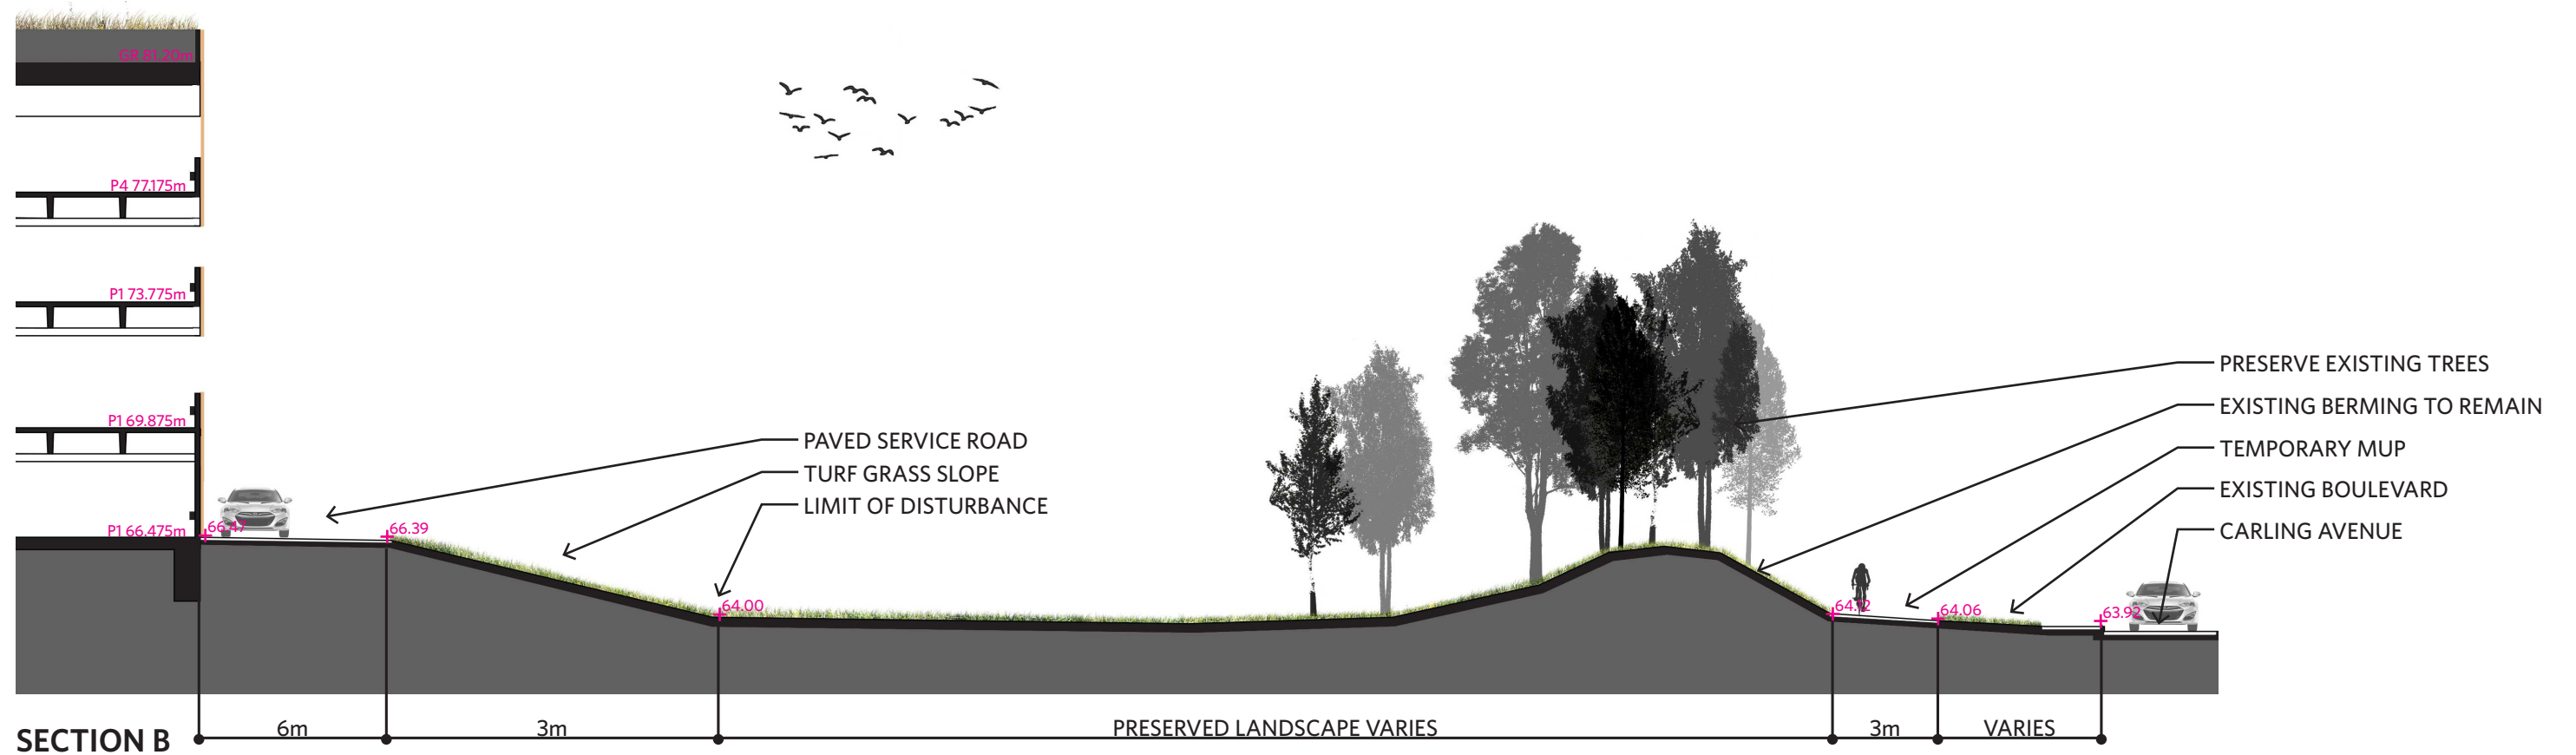 GR 81.20m
P4 77.175m
P1 73.775m
P1 69.875m
P1 66.475m
66.47
66.39
PAVED SERVICE ROAD
TURF GRASS SLOPE
LIMIT OF DISTURBANCE
64.00
PRESERVE EXISTING TREES
EXISTING BERMING TO REMAIN
TEMPORARY MUP
EXISTING BOULEVARD
CARLING AVENUE
64.12
64.06
63.92
SECTION B
6m
3m
PRESERVED LANDSCAPE VARIES
3m
VARIES